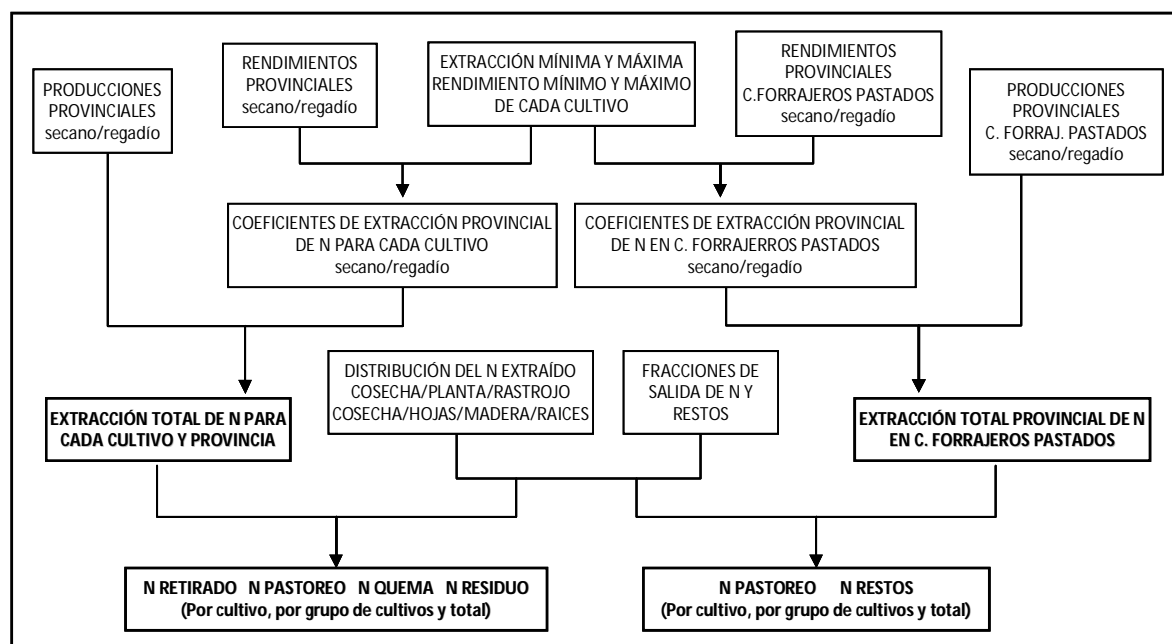 PRODUCCIONES
PROVINCIALES
secano/regadío
RENDIMIENTOS
PROVINCIALES
secano/regadío
EXTRACCIÓN MÍNIMA Y MÁXIMA
RENDIMIENTO MÍNIMO Y MÁXIMO
DE CADA CULTIVO
RENDIMIENTOS
PROVINCIALES
C.FORRAJEROS PASTADOS
secano/regadío
PRODUCCIONES
PROVINCIALES
C. FORRAJ. PASTADOS
secano/regadío
COEFICIENTES DE EXTRACCIÓN PROVINCIAL
DE N PARA CADA CULTIVO
secano/regadío
COEFICIENTES DE EXTRACCIÓN PROVINCIAL
DE N EN C. FORRAJERROS PASTADOS
secano/regadío
DISTRIBUCIÓN DEL N EXTRAÍDO
COSECHA/PLANTA/RASTROJO
COSECHA/HOJAS/MADERA/RAICES
FRACCIONES DE
SALIDA DE N Y
RESTOS
EXTRACCIÓN TOTAL DE N PARA
CADA CULTIVO Y PROVINCIA
EXTRACCIÓN TOTAL PROVINCIAL DE N
EN C. FORRAJEROS PASTADOS
N RETIRADO N PASTOREO N QUEMA N RESIDUO
(Por cultivo, por grupo de cultivos y total)
N PASTOREO N RESTOS
(Por cultivo, por grupo de cultivos y total)